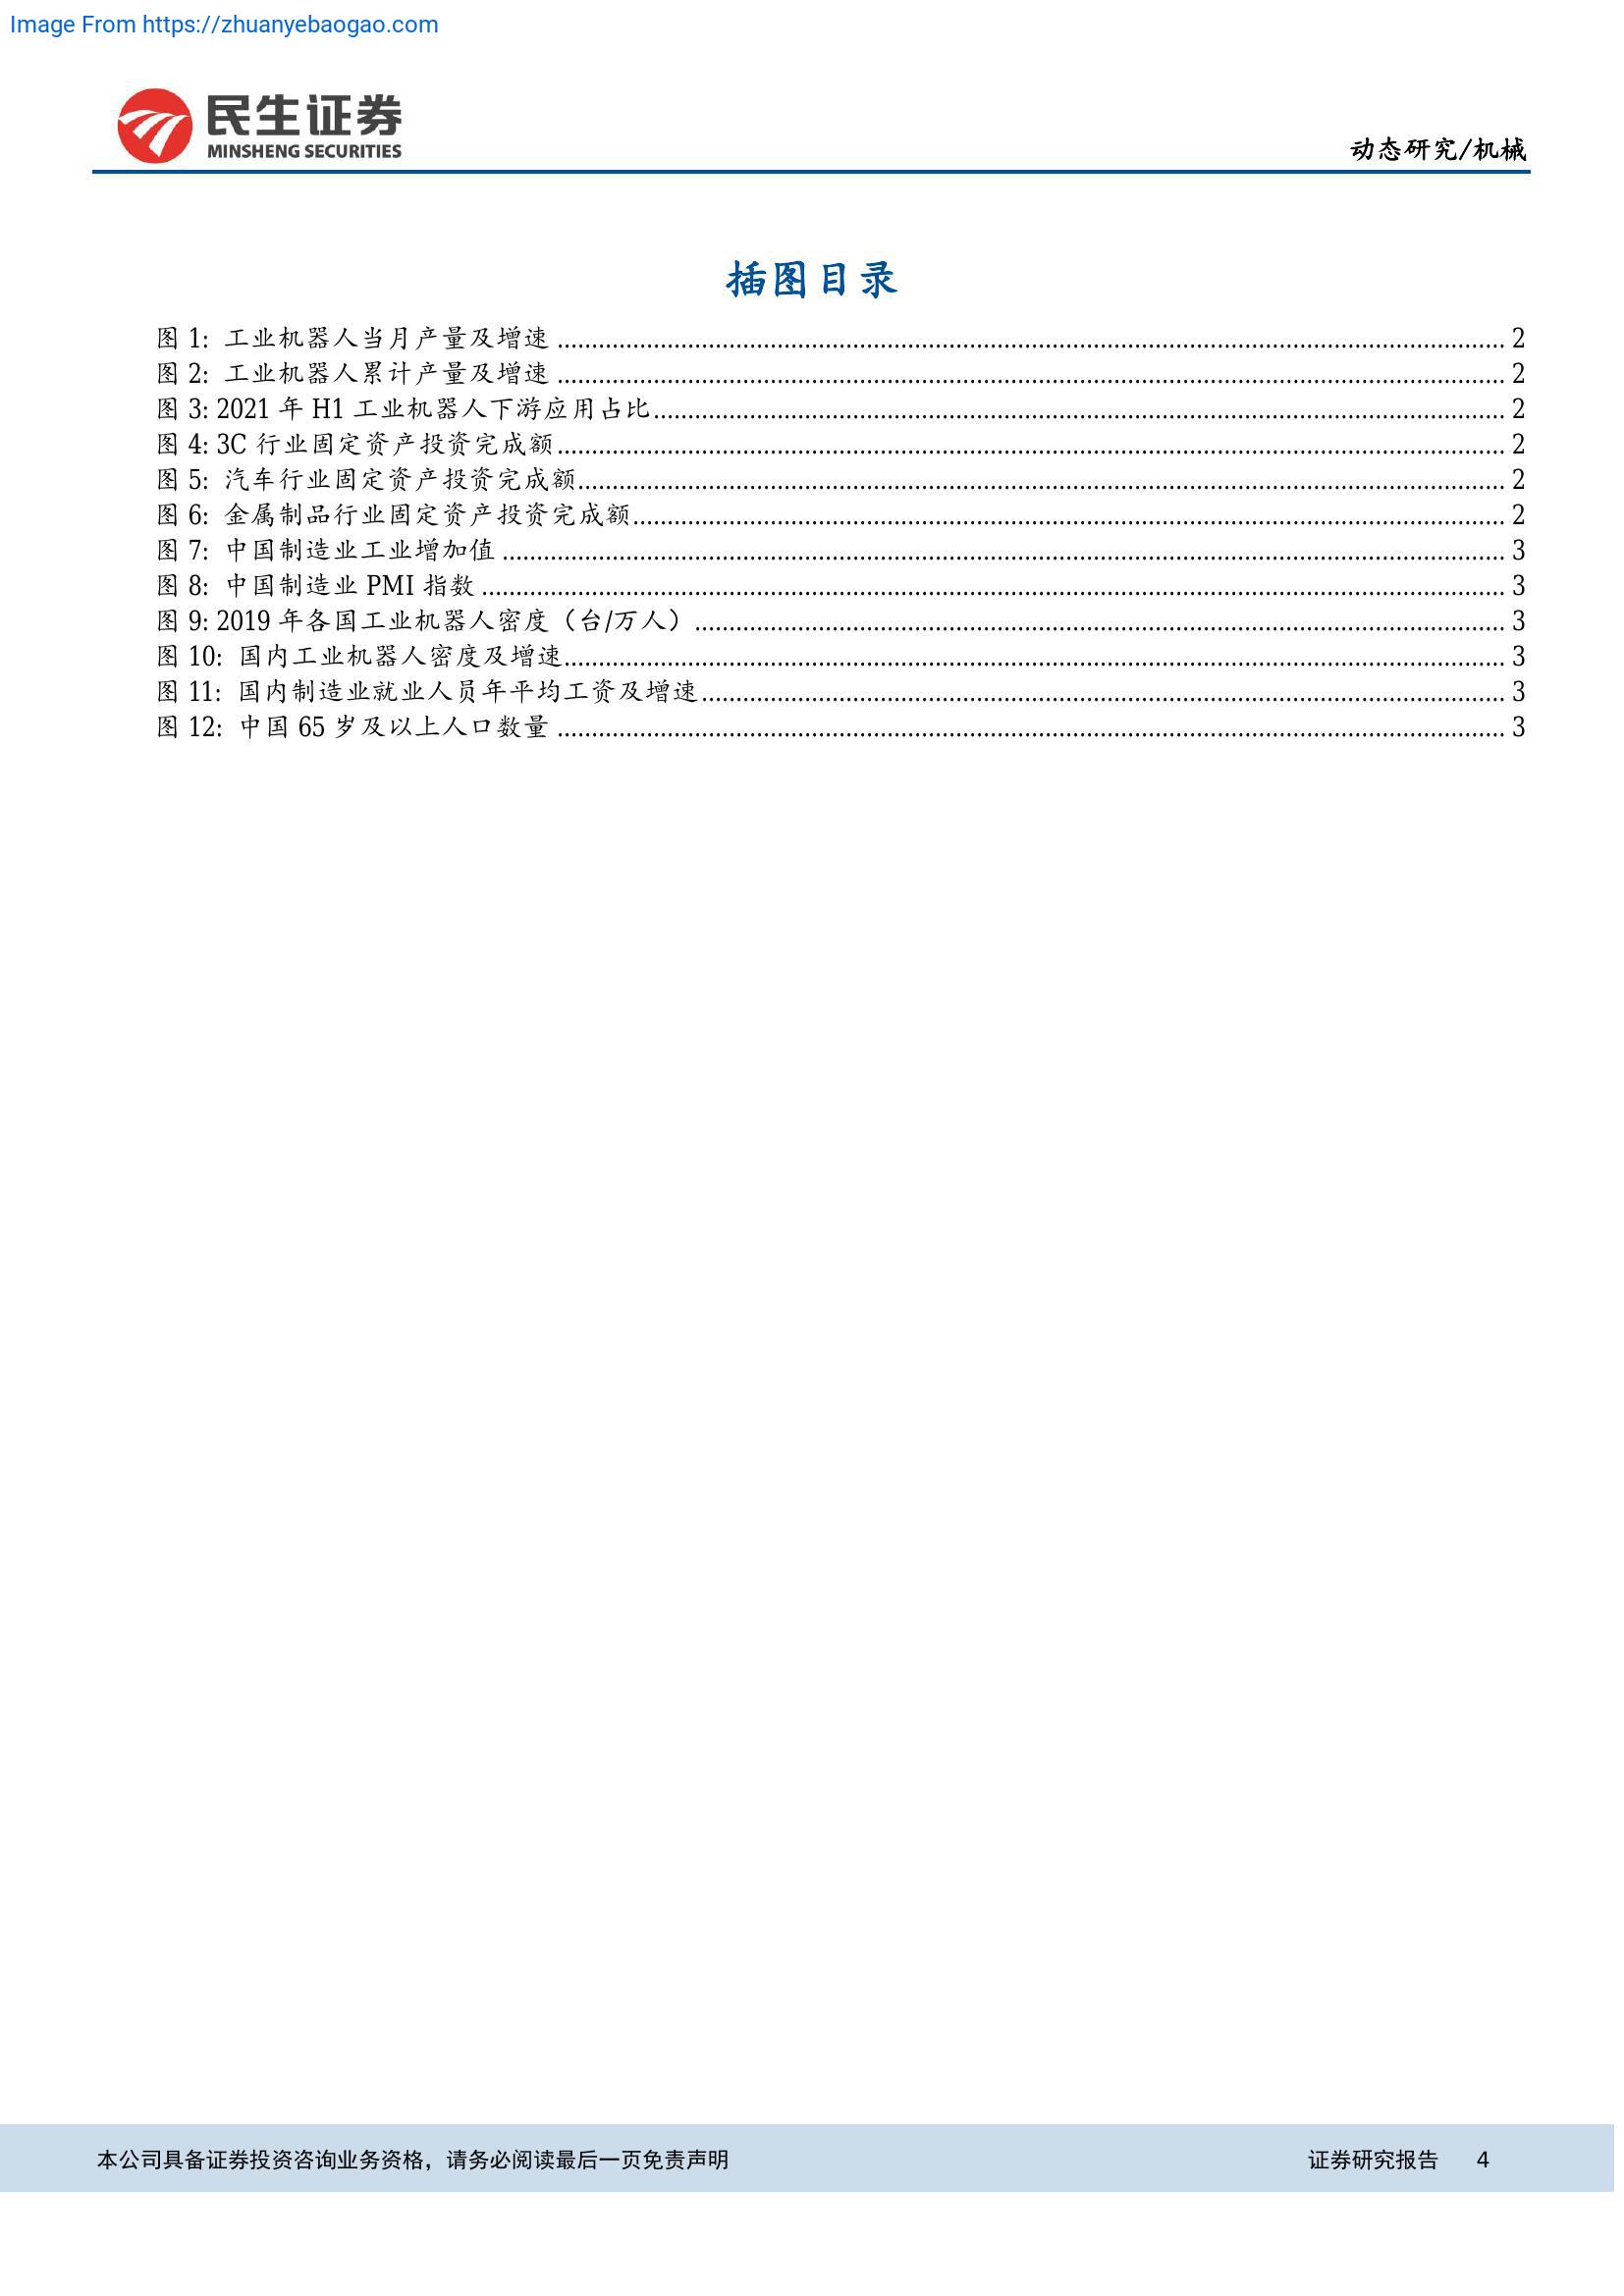 Image From https://zhuanyebaogao.com
民生证券
MINSHENG SECURITIES
动态研究/机械
插图目录
图 1: 工业机器人当月产量及增速 ........ 2
图 2: 工业机器人累计产量及增速 ........ 2
图 3: 2021 年 H1 工业机器人下游应用占比 ........ 2
图 4: 3C 行业固定资产投资完成额 ........ 2
图 5: 汽车行业固定资产投资完成额 ........ 2
图 6: 金属制品行业固定资产投资完成额 ........ 2
图 7: 中国制造业工业增加值 ........ 3
图 8: 中国制造业 PMI 指数 ........ 3
图 9: 2019 年各国工业机器人密度（台/万人） ........ 3
图 10: 国内工业机器人密度及增速 ........ 3
图 11: 国内制造业就业人员年平均工资及增速 ........ 3
图 12: 中国 65 岁及以上人口数量 ........ 3
本公司具备证券投资咨询业务资格，请务必阅读最后一页免责声明 证券研究报告 4